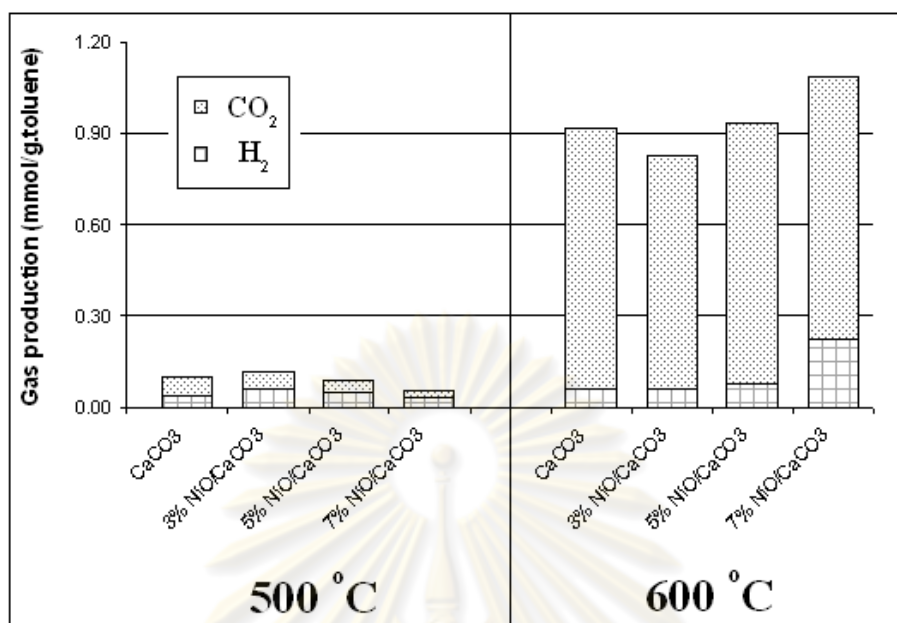 Gas production (mmol/g.toluene)
1.20
0.90
0.60
0.30
0.00
CO₂
H₂
CaCO3
3% NiO/CaCO3
5% NiO/CaCO3
7% NiO/CaCO3
CaCO3
3% NiO/CaCO3
5% NiO/CaCO3
7% NiO/CaCO3
500 °C
600 °C